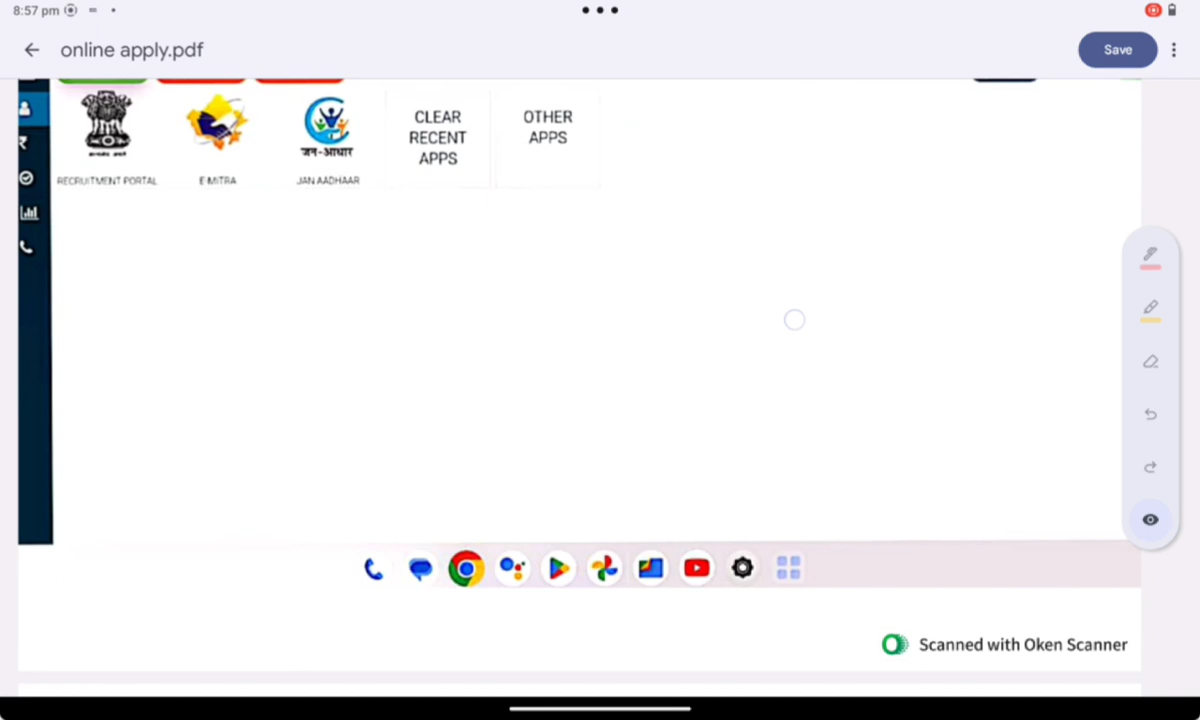 8:57 pm
online apply.pdf
Save
CLEAR
RECENT
APPS
OTHER
APPS
जन-आधार
RECRUITMENT PORTAL
E-MITRA
JAN AADHAAR
Scanned with Oken Scanner